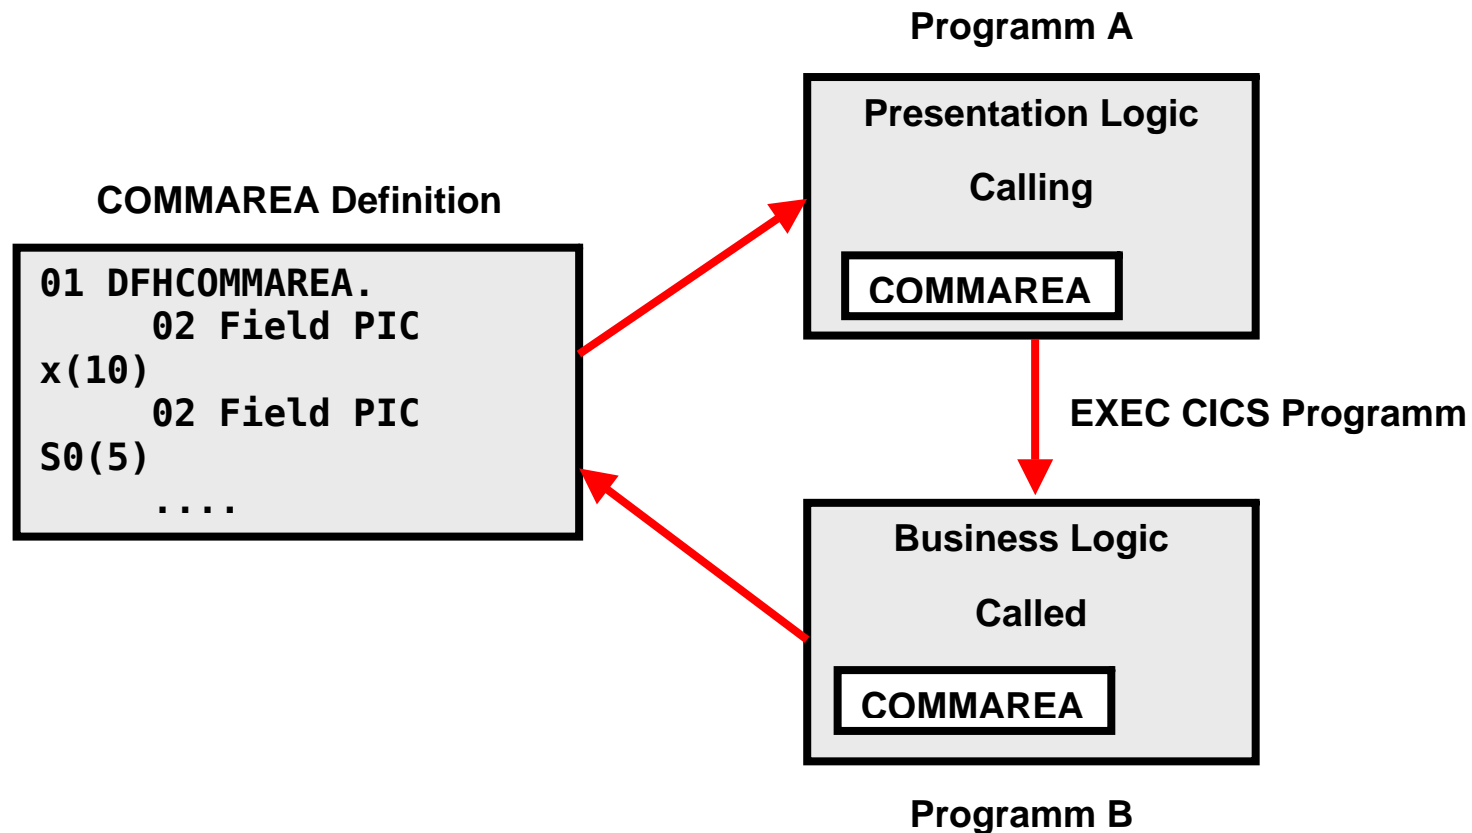 Programm A
Presentation Logic
Calling
COMMAREA
COMMAREA Definition
01 DFHCOMMAREA.
02 Field PIC
x(10)
02 Field PIC
S0(5)
....
EXEC CICS Programm
Business Logic
Called
COMMAREA
Programm B